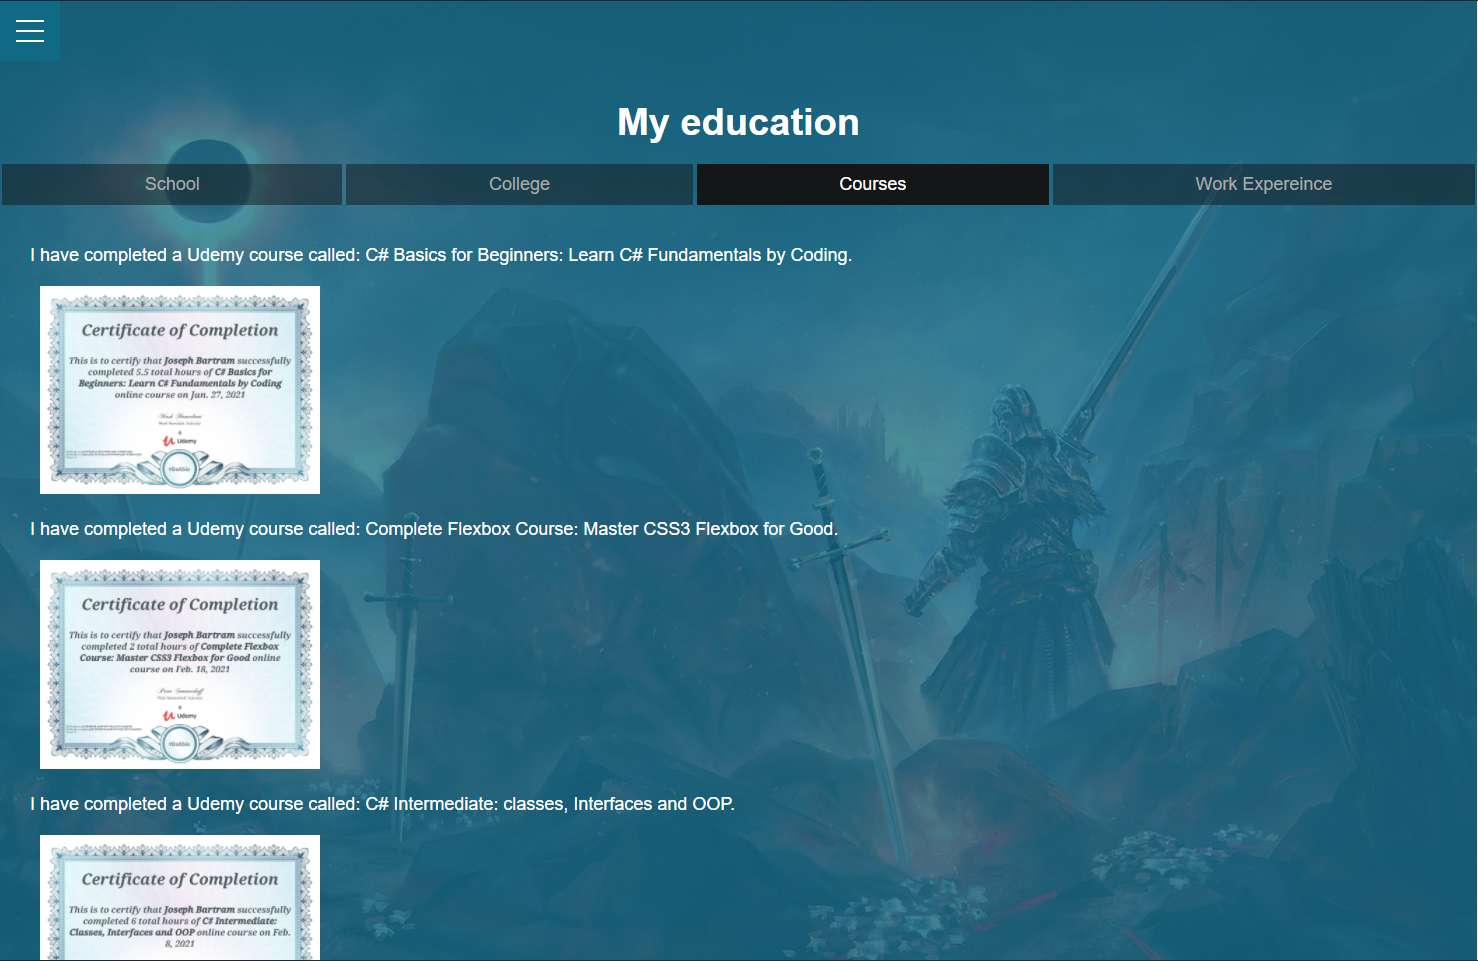 My education
School College Courses Work Expereince
I have completed a Udemy course called: C# Basics for Beginners: Learn C# Fundamentals by Coding.
Certificate of Completion
This is to certify that Joseph Bartram successfully
completed 5.5 total hours of C# Basics for
Beginners: Learn C# Fundamentals by Coding
online course on Jan. 27, 2021
&
Udemy
I have completed a Udemy course called: Complete Flexbox Course: Master CSS3 Flexbox for Good.
Certificate of Completion
This is to certify that Joseph Bartram successfully
completed 2 total hours of Complete Flexbox
Course: Master CSS3 Flexbox for Good online
course on Feb. 18, 2021
&
Udemy
I have completed a Udemy course called: C# Intermediate: classes, Interfaces and OOP.
Certificate of Completion
This is to certify that Joseph Bartram successfully
completed 6 total hours of C# Intermediate:
Classes, Interfaces and OOP online course on Feb.
8, 2021